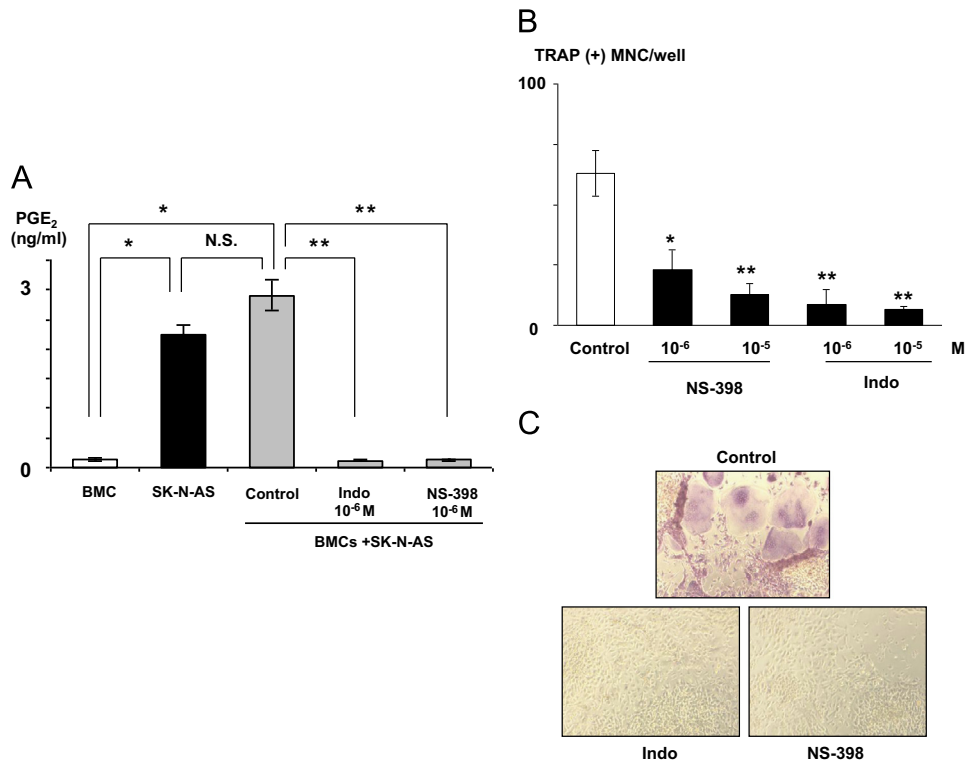 A
PGE₂
(ng/ml)
*
**
*
N.S.
**
3
0
BMC
SK-N-AS
Control
Indo
10⁻⁶ M
NS-398
10⁻⁶ M
BMCs +SK-N-AS
B
TRAP (+) MNC/well
100
0
*
**
**
**
Control
10⁻⁶
10⁻⁵
10⁻⁶
10⁻⁵
M
NS-398
Indo
C
Control
Indo
NS-398